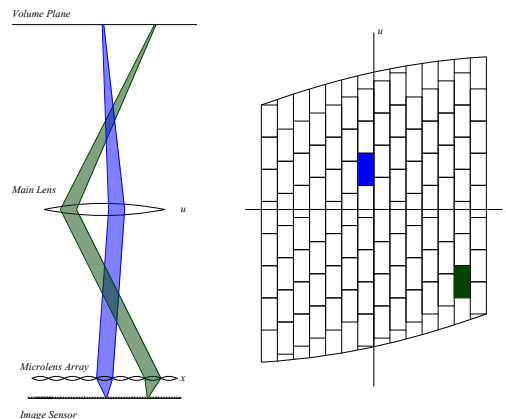 Volume Plane
u
Main Lens
u
Microlens Array
x
Image Sensor